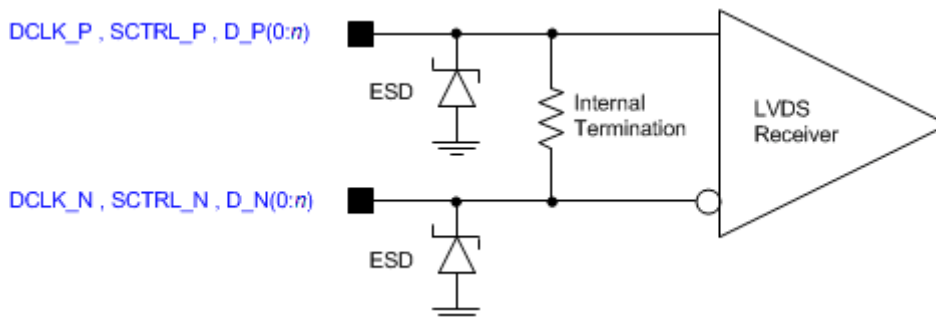 DCLK_P , SCTRL_P , D_P(0:n)
ESD
Internal
Termination
LVDS
Receiver
DCLK_N , SCTRL_N , D_N(0:n)
ESD